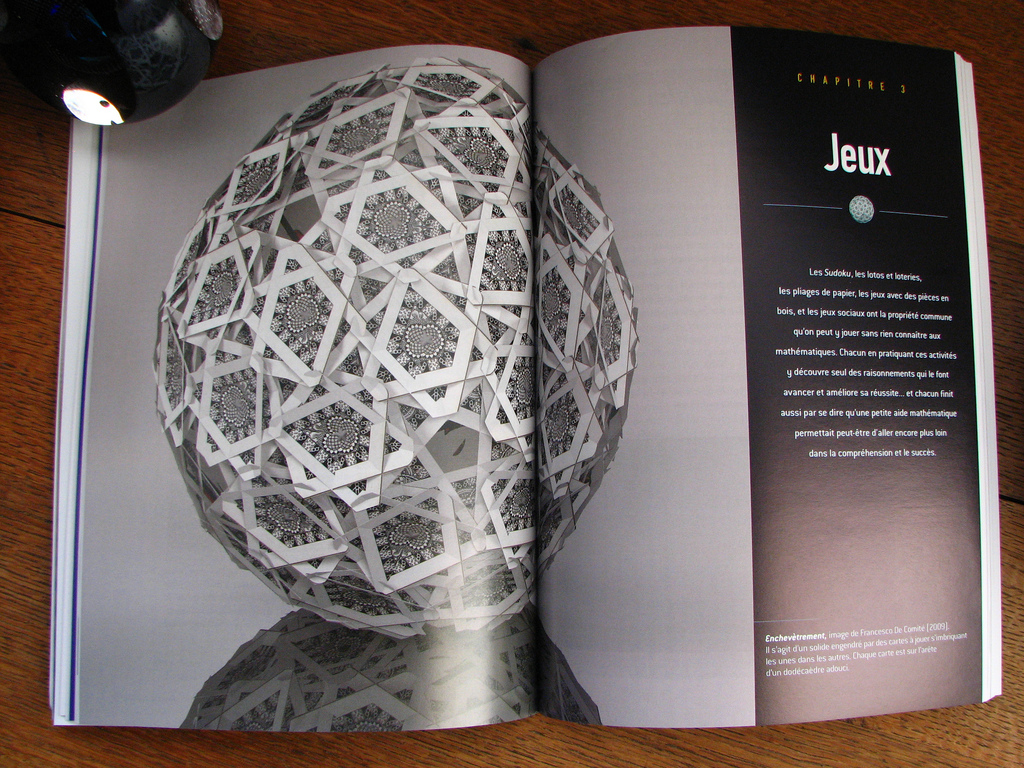 CHAPITRE 3
Jeux
Les Sudoku, les lotos et loteries,
les pliages de papier, les jeux avec des pièces en
bois, et les jeux sociaux ont la propriété commune
qu'on peut y jouer sans rien connaître aux
mathématiques. Chacun en pratiquant ces activités
y découvre seul des raisonnements qui le font
avancer et améliore sa réussite... et chacun finit
aussi par se dire qu'une petite aide mathématique
permettait peut-être d'aller encore plus loin
dans la compréhension et le succès.
Enchevêtrement, image de Francesco De Comité (2009).
Il s'agit d'un solide engendré par des cartes à jouer s'imbriquant
les unes dans les autres. Chaque carte est sur l'arête
d'un dodécaèdre adouci.